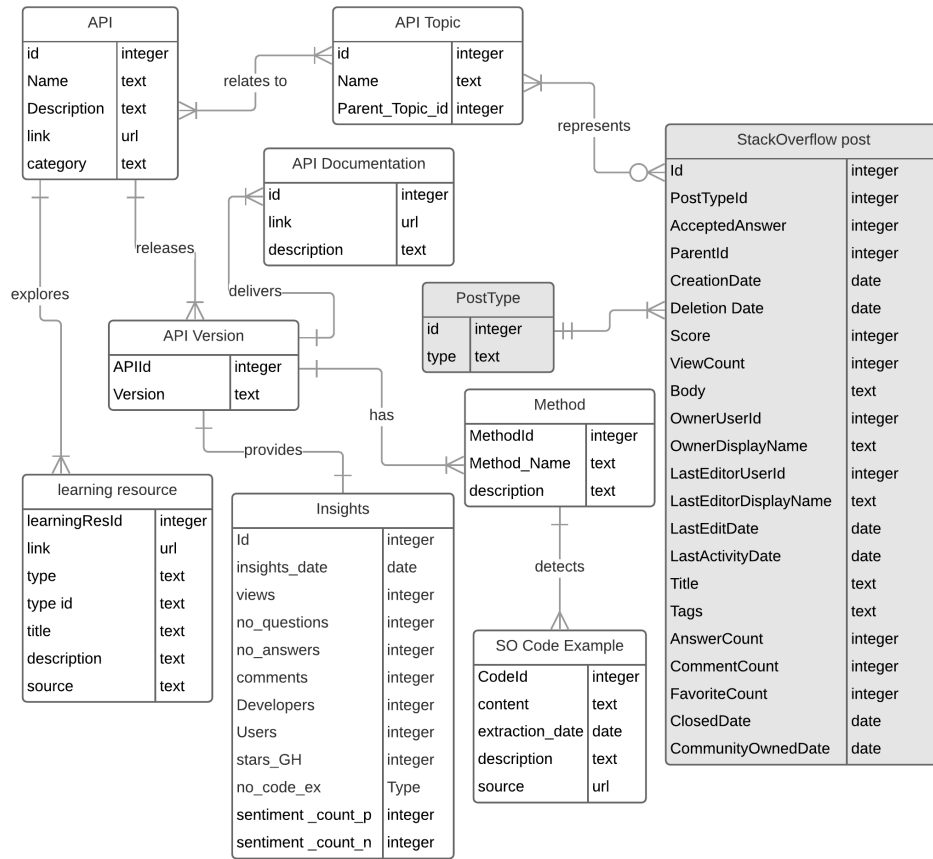 API
id integer
Name text
Description text
link url
category text
relates to
API Topic
id integer
Name text
Parent_Topic_id integer
represents
StackOverflow post
Id integer
PostTypeId integer
AcceptedAnswer integer
ParentId integer
CreationDate date
Deletion Date date
Score integer
ViewCount integer
Body text
OwnerUserId integer
OwnerDisplayName text
LastEditorUserId integer
LastEditorDisplayName text
LastEditDate date
LastActivityDate date
Title text
Tags text
AnswerCount integer
CommentCount integer
FavoriteCount integer
ClosedDate date
CommunityOwnedDate date
API Documentation
id integer
link url
description text
releases
delivers
explores
PostType
id integer
type text
API Version
APIId integer
Version text
has
provides
Method
MethodId integer
Method_Name text
description text
learning resource
learningResId integer
link url
type text
type id text
title text
description text
source text
Insights
Id integer
insights_date date
views integer
no_questions integer
no_answers integer
comments integer
Developers integer
Users integer
stars_GH integer
no_code_ex Type
sentiment _count_p integer
sentiment _count_n integer
detects
SO Code Example
CodeId integer
content text
extraction_date date
description text
source url